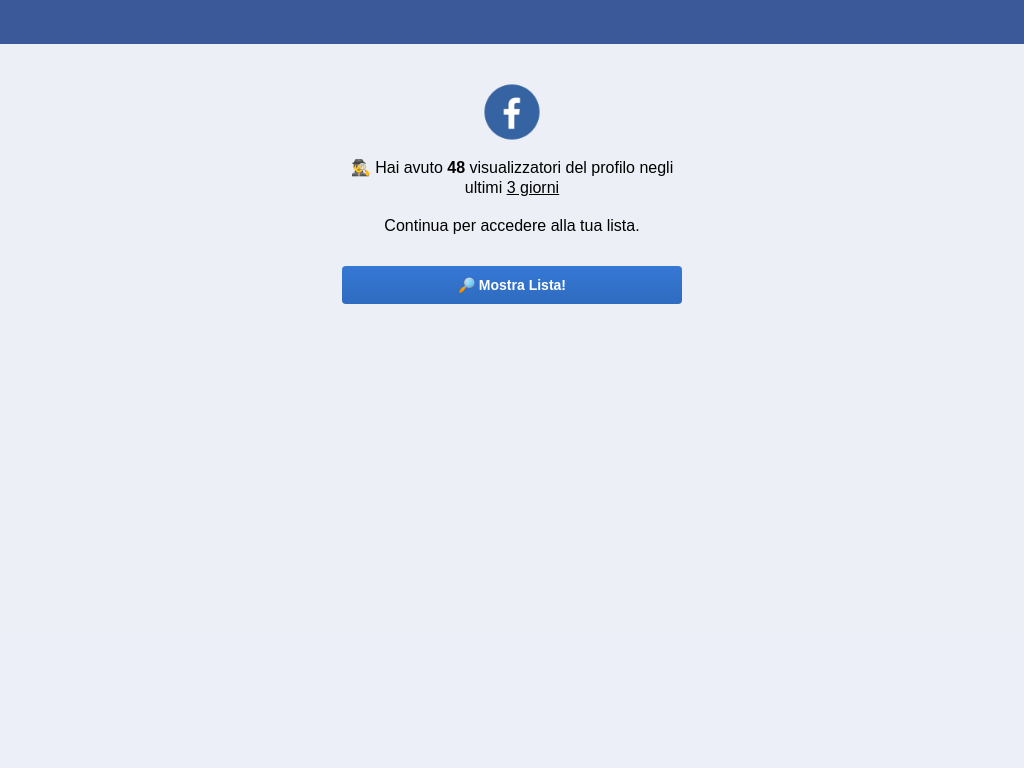 🕵️ Hai avuto 48 visualizzatori del profilo negli
ultimi 3 giorni
Continua per accedere alla tua lista.
🔎 Mostra Lista!